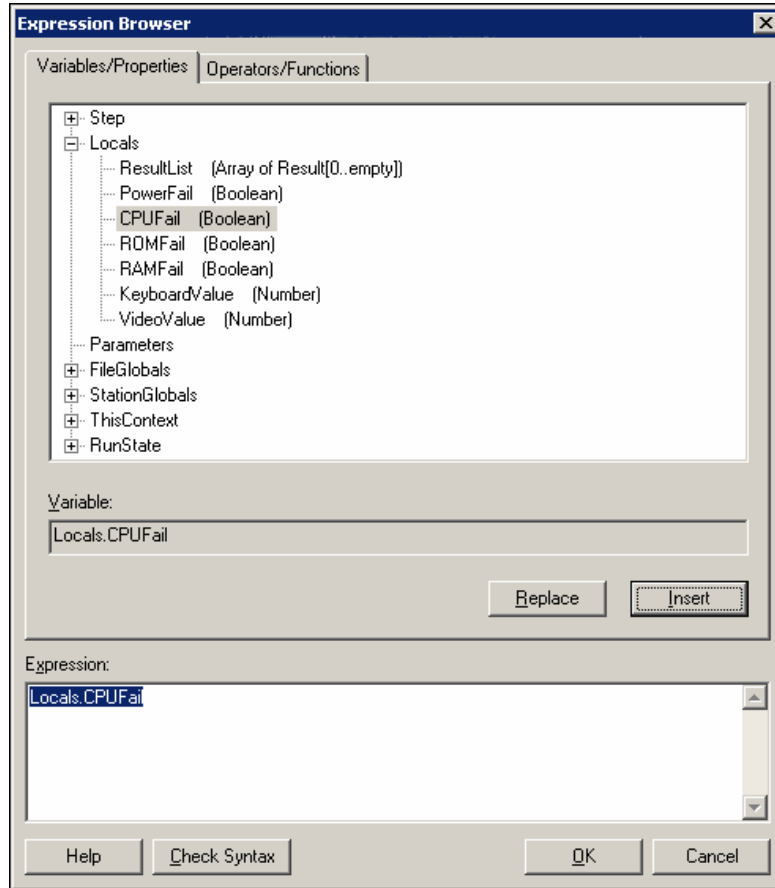 Expression Browser
Variables/Properties Operators/Functions
Step
Locals
ResultList (Array of Result[0..empty])
PowerFail (Boolean)
CPUFail (Boolean)
ROMFail (Boolean)
RAMFail (Boolean)
KeyboardValue (Number)
VideoValue (Number)
Parameters
FileGlobals
StationGlobals
ThisContext
RunState
Variable:
Locals.CPUFail
Replace Insert
Expression:
Locals.CPUFail
Help Check Syntax OK Cancel